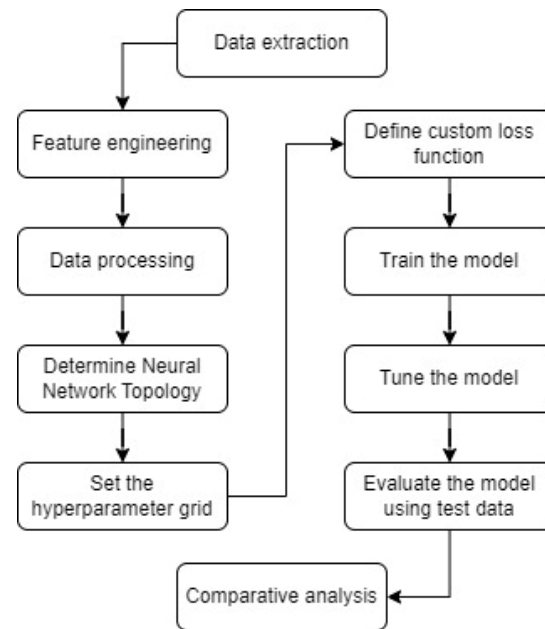 Data extraction
Feature engineering
Data processing
Determine Neural
Network Topology
Set the
hyperparameter grid
Define custom loss
function
Train the model
Tune the model
Evaluate the model
using test data
Comparative analysis